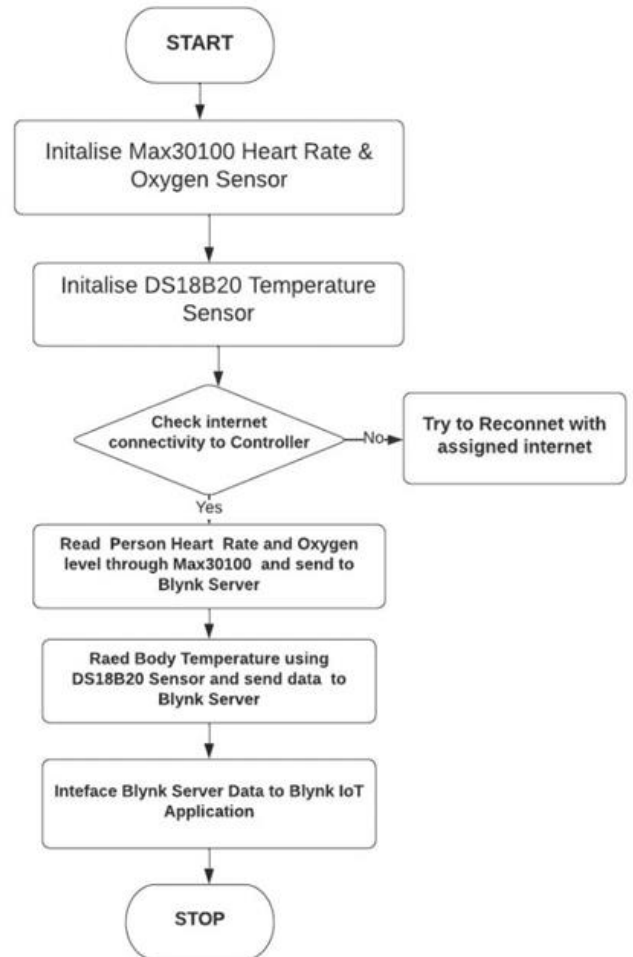 START
Initalise Max30100 Heart Rate &
Oxygen Sensor
Initalise DS18B20 Temperature
Sensor
Check internet
connectivity to Controller
No
Try to Reconnet with
assigned internet
Yes
Read Person Heart Rate and Oxygen
level through Max30100 and send to
Blynk Server
Raed Body Temperature using
DS18B20 Sensor and send data to
Blynk Server
Inteface Blynk Server Data to Blynk IoT
Application
STOP